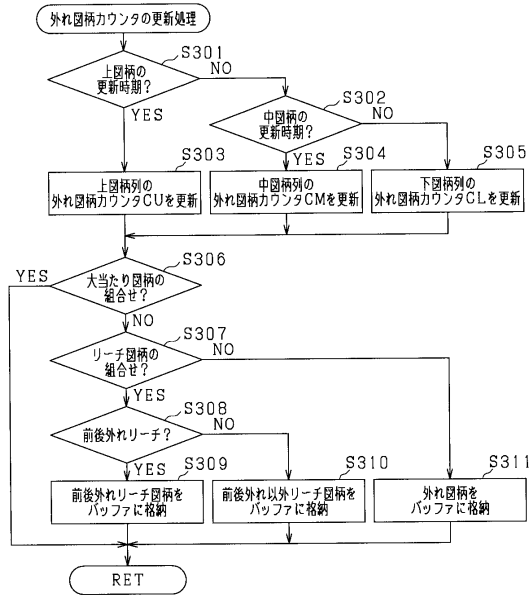 外れ図柄カウンタの更新処理
S301
上図柄の
更新時期?
NO
YES
S302
中図柄の
更新時期?
NO
YES
S303
上図柄列の
外れ図柄カウンタCUを更新
S304
中図柄列の
外れ図柄カウンタCMを更新
S305
下図柄列の
外れ図柄カウンタCLを更新
S306
大当たり図柄の
組合せ?
YES
NO
S307
リーチ図柄の
組合せ?
NO
YES
S308
前後外れリーチ?
NO
YES
S309
前後外れリーチ図柄を
バッファに格納
S310
前後外れ以外リーチ図柄を
バッファに格納
S311
外れ図柄を
バッファに格納
RET